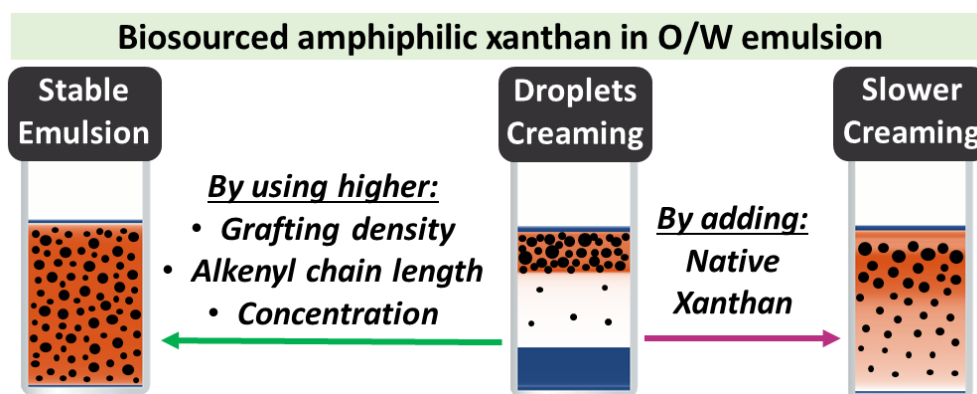 Biosourced amphiphilic xanthan in O/W emulsion
Stable
Emulsion
By using higher:
• Grafting density
• Alkenyl chain length
• Concentration
Droplets
Creaming
By adding:
Native
Xanthan
Slower
Creaming